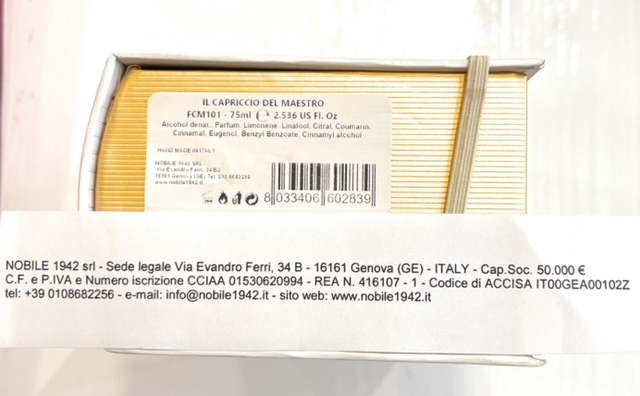 IL CAPRICCIO DEL MAESTRO
FCM101 - 75ml ℮ 2.536 US Fl. Oz
Alcohol denat., Parfum, Limonene, Linalool, Citral, Coumarin,
Cinnamal, Eugenol, Benzyl Benzoate, Cinnamyl alcohol
HAND MADE IN ITALY
NOBILE 1942 SRL
Via Evandro Ferri, 34 B2
16161 Genova (GE) Tel. 010 8682256
www.nobile1942.it
8 033406 602839
NOBILE 1942 srl - Sede legale Via Evandro Ferri, 34 B - 16161 Genova (GE) - ITALY - Cap.Soc. 50.000 €
C.F. e P.IVA e Numero iscrizione CCIAA 01530620994 - REA N. 416107 - 1 - Codice di ACCISA IT00GEA00102Z
tel: +39 0108682256 - e-mail: info@nobile1942.it - sito web: www.nobile1942.it